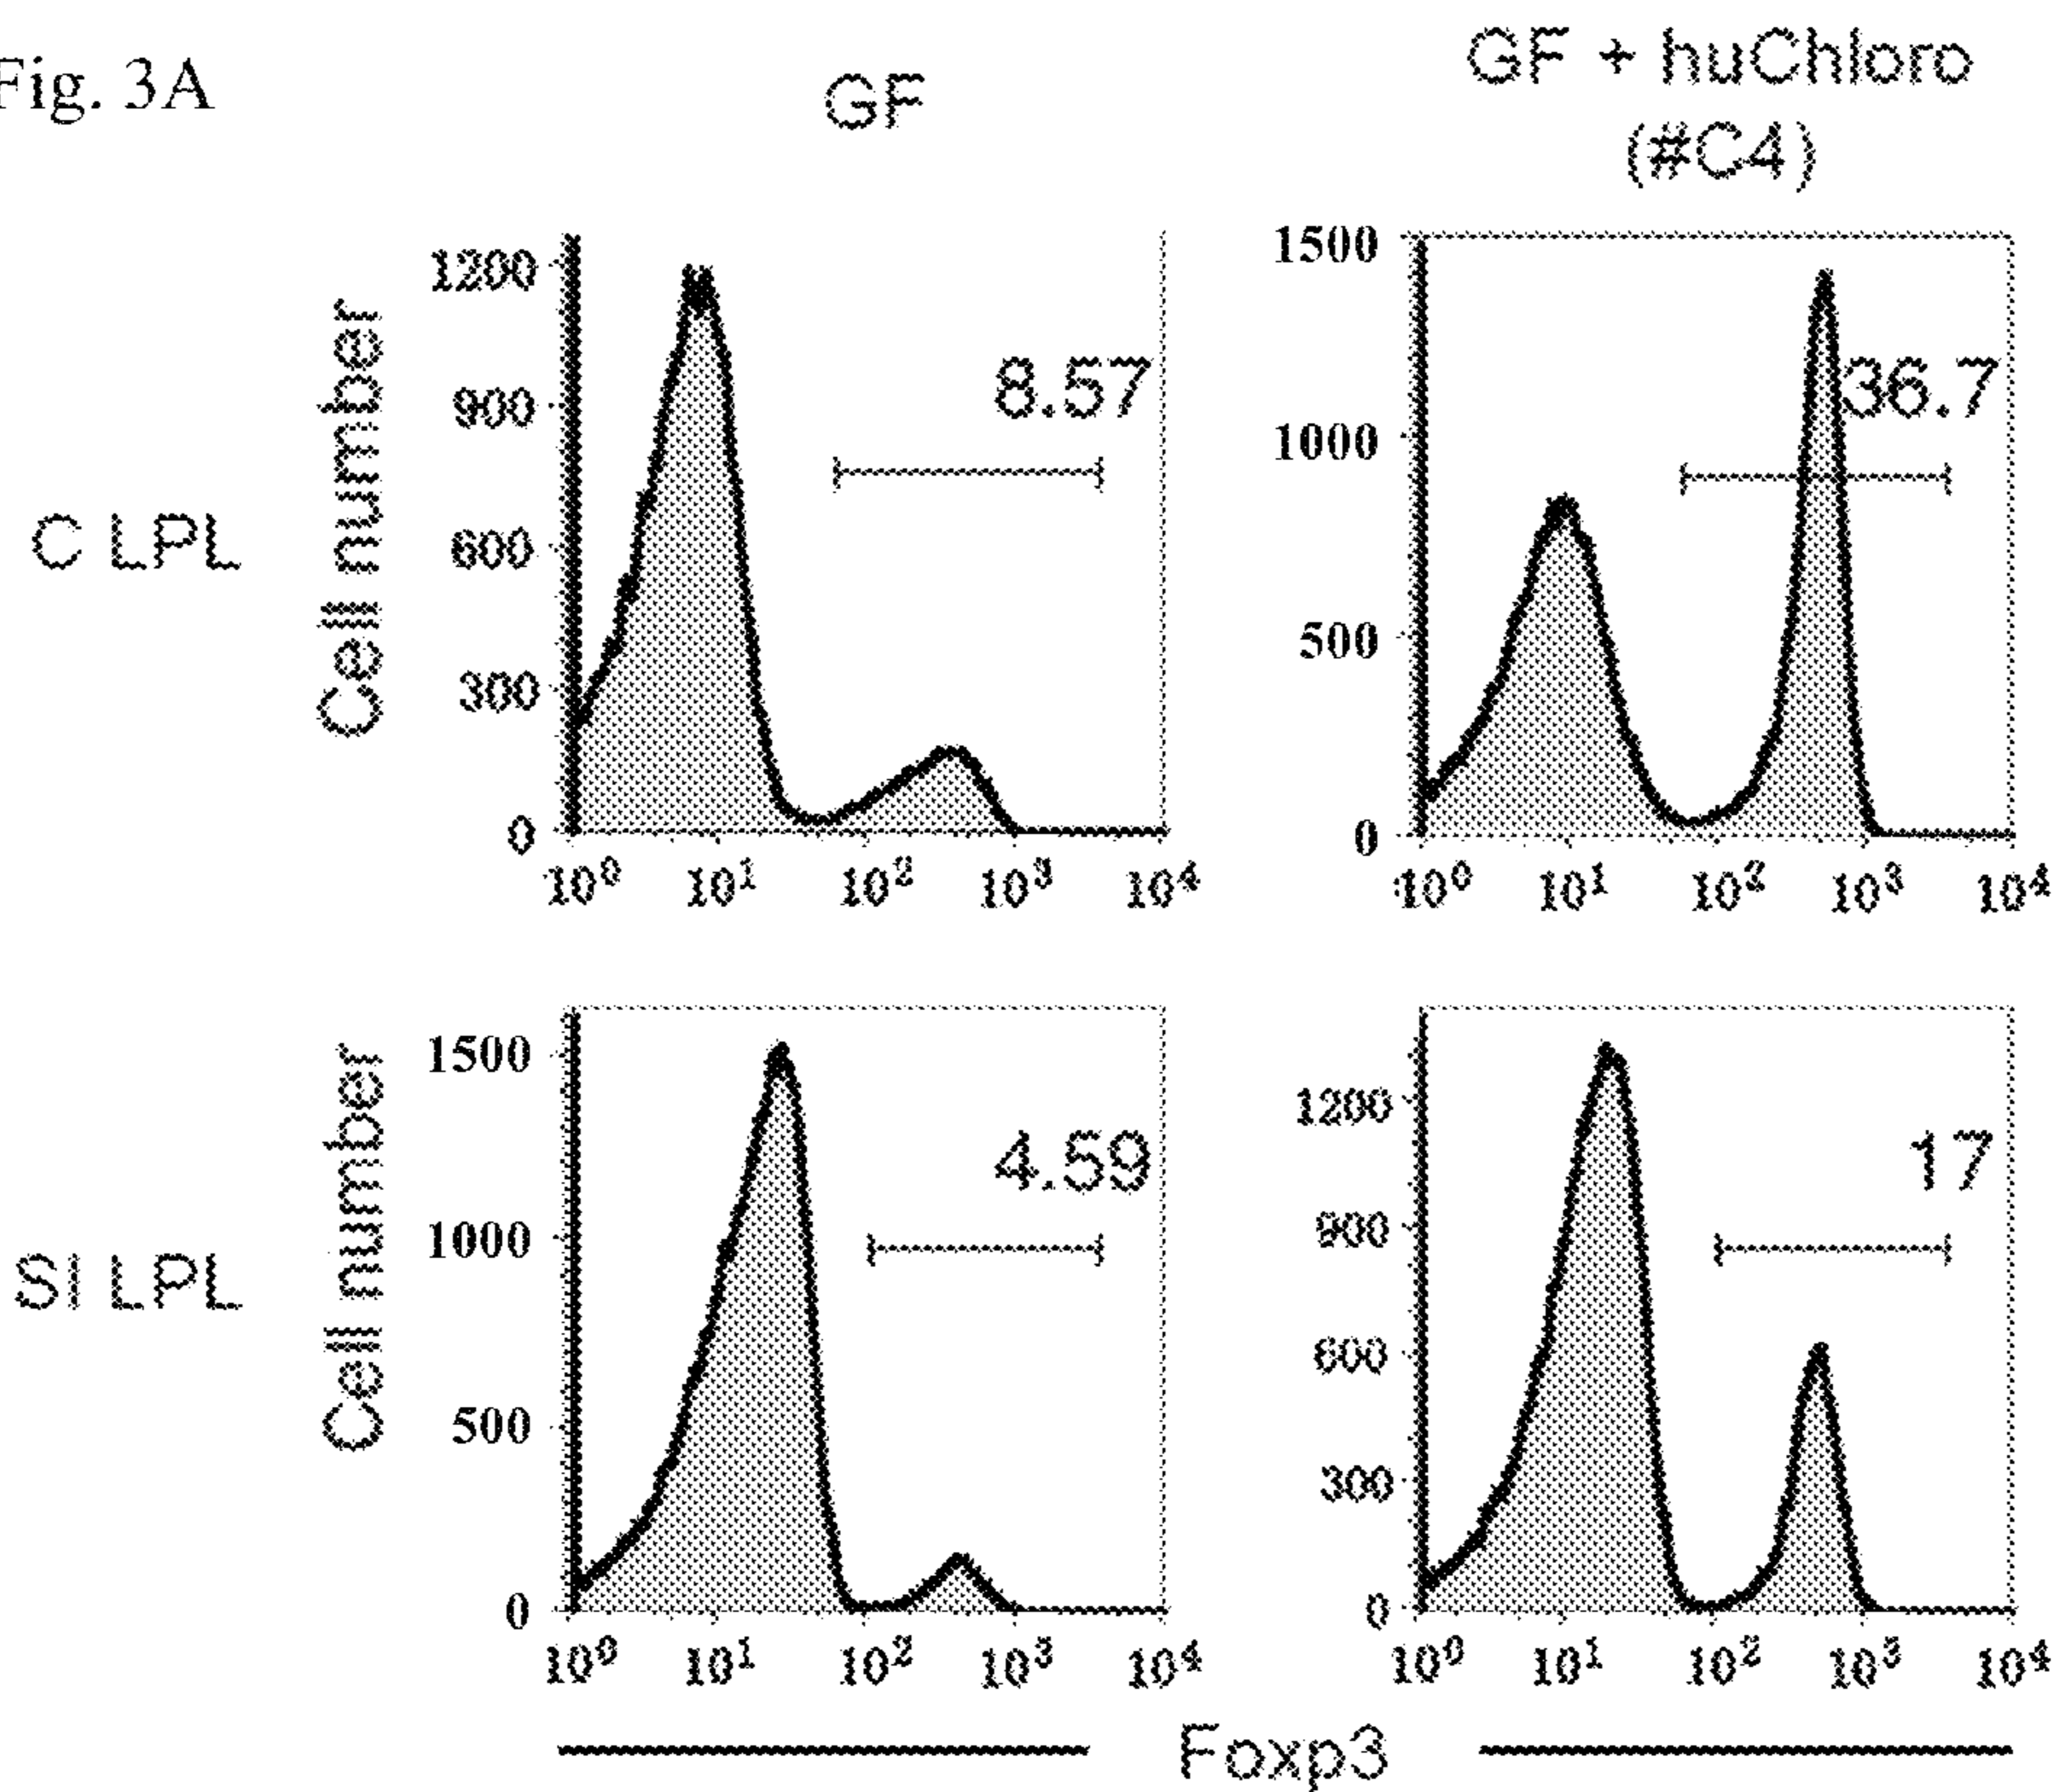 Fig. 3A
GF
GF + huChloro
(#C4)
C LPL
Cell number
1200
900
600
300
0
8.57
10⁰ 10¹ 10² 10³ 10⁴
1500
1000
500
0
36.7
10⁰ 10¹ 10² 10³ 10⁴
SI LPL
Cell number
1500
1000
500
0
4.59
10⁰ 10¹ 10² 10³ 10⁴
1200
900
600
300
0
17
10⁰ 10¹ 10² 10³ 10⁴
Foxp3